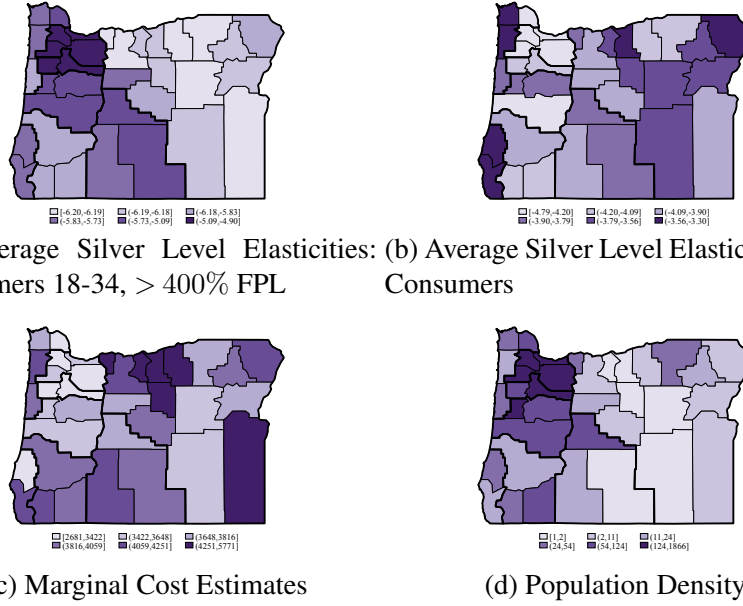 [-6.20,-6.19] (-6.19,-6.18] (-6.18,-5.83]
(-5.83,-5.73] (-5.73,-5.09] (-5.09,-4.90]
[-4.79,-4.20] (-4.20,-4.09] (-4.09,-3.90]
(-3.90,-3.79] (-3.79,-3.56] (-3.56,-3.30]
erage Silver Level Elasticities:
mers 18-34, > 400% FPL
(b) Average Silver Level Elastic
Consumers
[2681,3422] (3422,3648] (3648,3816]
(3816,4059] (4059,4251] (4251,5771]
[1,2] (2,11] (11,24]
(24,54] (54,124] (124,1866]
c) Marginal Cost Estimates
(d) Population Density